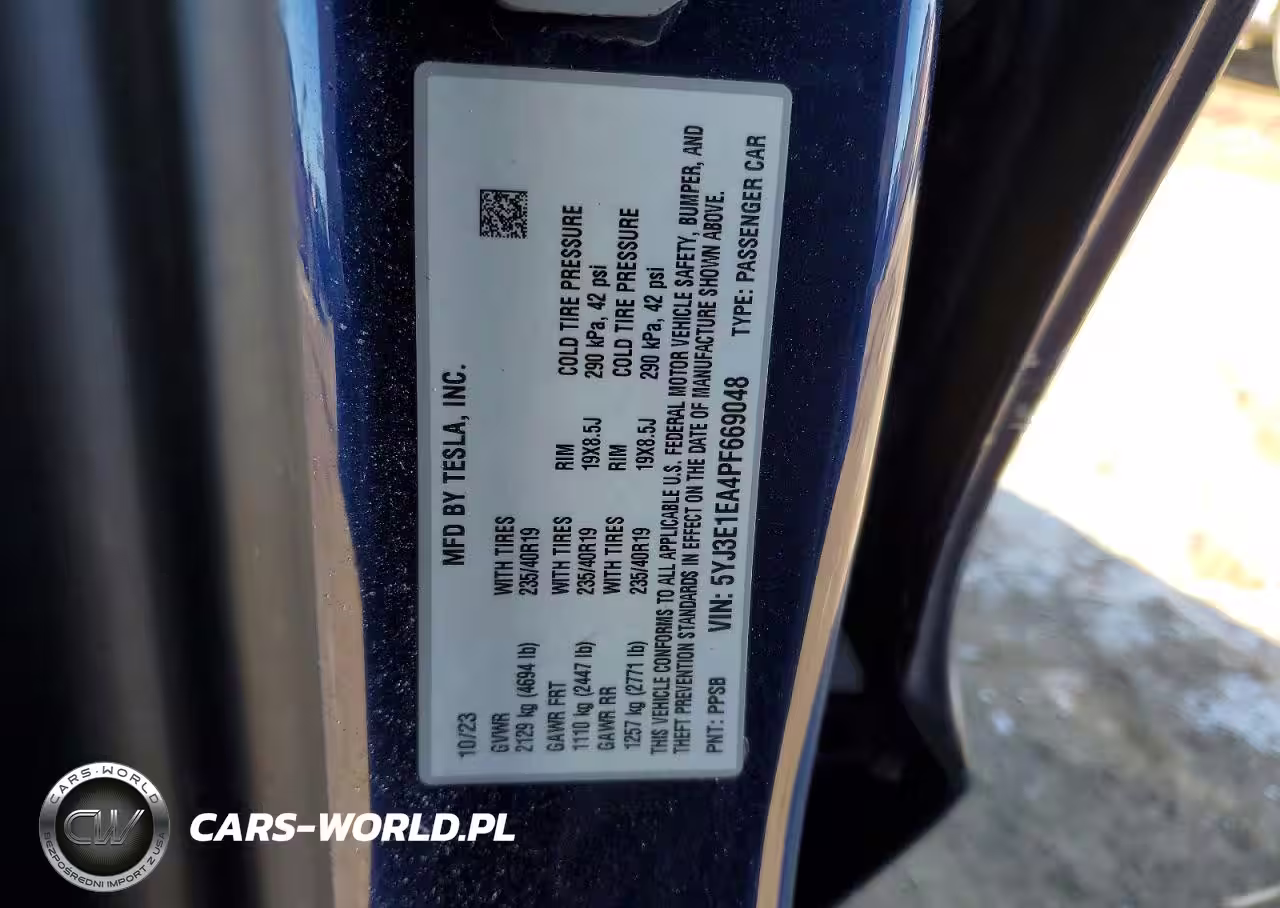 MFD BY TESLA, INC.
10/23
GVWR WITH TIRES
2129 kg (4694 lb) 235/40R19
GAWR FRT WITH TIRES RIM COLD TIRE PRESSURE
1110 kg (2447 lb) 235/40R19 19X8.5J 290 kPa, 42 psi
GAWR RR WITH TIRES RIM COLD TIRE PRESSURE
1257 kg (2771 lb) 235/40R19 19X8.5J 290 kPa, 42 psi
THIS VEHICLE CONFORMS TO ALL APPLICABLE U.S. FEDERAL MOTOR VEHICLE SAFETY, BUMPER, AND
THEFT PREVENTION STANDARDS IN EFFECT ON THE DATE OF MANUFACTURE SHOWN ABOVE.
PNT: PPSB VIN: 5YJ3E1EA4PF669048 TYPE: PASSENGER CAR
CARS-WORLD
CW
BEZPOŚREDNI IMPORT Z USA
CARS-WORLD.PL